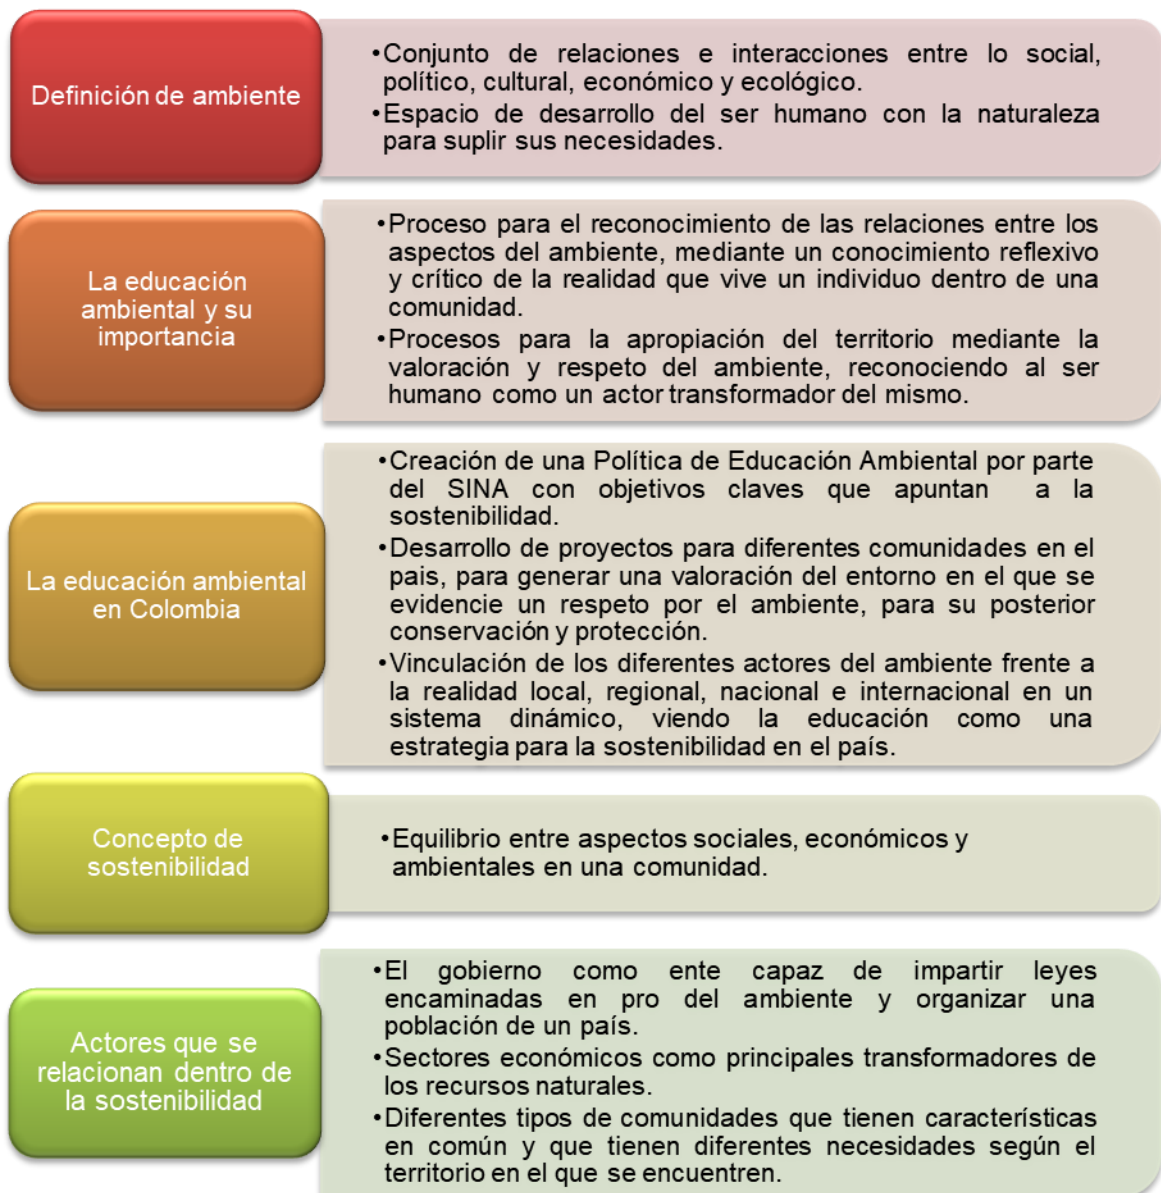 Definición de ambiente
•Conjunto de relaciones e interacciones entre lo social,
político, cultural, económico y ecológico.
•Espacio de desarrollo del ser humano con la naturaleza
para suplir sus necesidades.
La educación
ambiental y su
importancia
•Proceso para el reconocimiento de las relaciones entre los
aspectos del ambiente, mediante un conocimiento reflexivo
y crítico de la realidad que vive un individuo dentro de una
comunidad.
•Procesos para la apropiación del territorio mediante la
valoración y respeto del ambiente, reconociendo al ser
humano como un actor transformador del mismo.
La educación ambiental
en Colombia
•Creación de una Política de Educación Ambiental por parte
del SINA con objetivos claves que apuntan a la
sostenibilidad.
•Desarrollo de proyectos para diferentes comunidades en el
pais, para generar una valoración del entorno en el que se
evidencie un respeto por el ambiente, para su posterior
conservación y protección.
•Vinculación de los diferentes actores del ambiente frente a
la realidad local, regional, nacional e internacional en un
sistema dinámico, viendo la educación como una
estrategia para la sostenibilidad en el país.
Concepto de
sostenibilidad
•Equilibrio entre aspectos sociales, económicos y
ambientales en una comunidad.
Actores que se
relacionan dentro de
la sostenibilidad
•El gobierno como ente capaz de impartir leyes
encaminadas en pro del ambiente y organizar una
población de un país.
•Sectores económicos como principales transformadores de
los recursos naturales.
•Diferentes tipos de comunidades que tienen características
en común y que tienen diferentes necesidades según el
territorio en el que se encuentren.